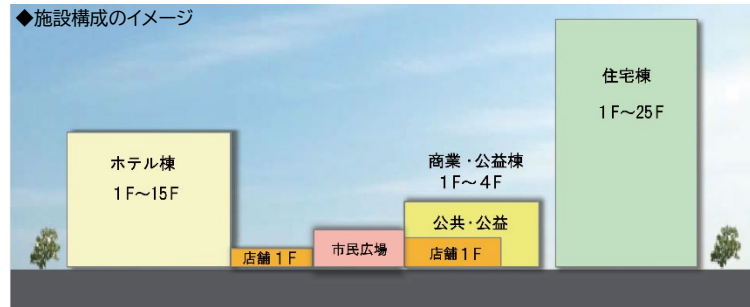 ◆施設構成のイメージ
住宅棟
1F～25F
ホテル棟
1F～15F
商業・公益棟
1F～4F
公共・公益
市民広場
店舗1F
店舗1F